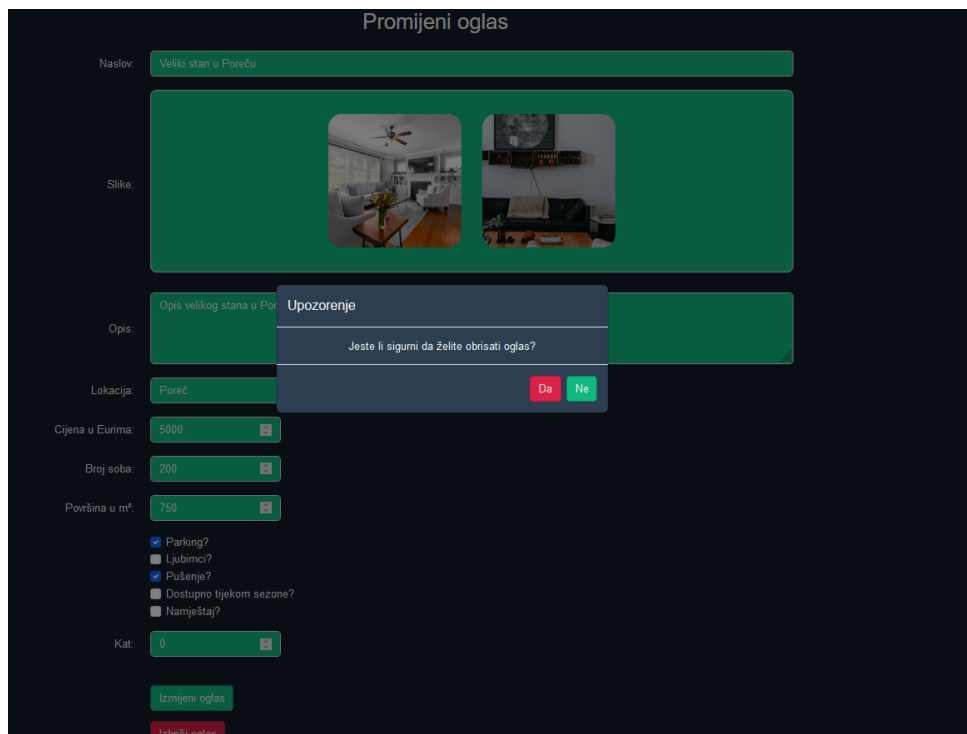 Promijeni oglas
Naslov:
Veliki stan u Poreču
Slike:
Opis:
Opis velikog stana u Por
Upozorenje
Jeste li sigurni da želite obrisati oglas?
Da
Ne
Lokacija:
Poreč
Cijena u Eurima:
5000
Broj soba:
200
Površina u m²:
750
Parking?
Ljubimci?
Pušenje?
Dostupno tijekom sezone?
Namještaj?
Kat:
0
Izmijeni oglas
Izbriši oglas